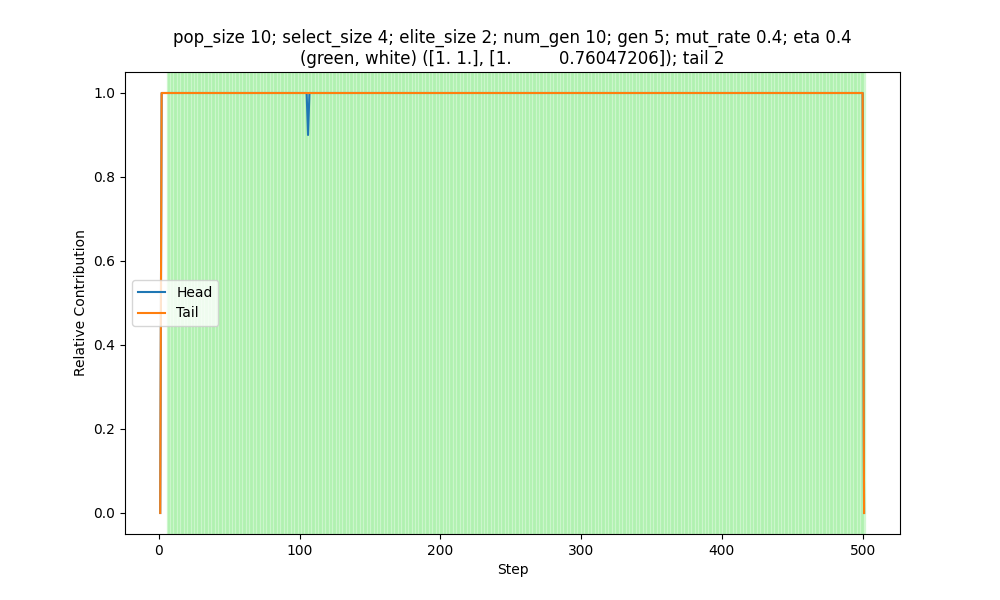 pop_size 10; select_size 4; elite_size 2; num_gen 10; gen 5; mut_rate 0.4; eta 0.4
(green, white) ([1. 1.], [1.          0.76047206]); tail 2
1.0
0.8
0.6
0.4
0.2
0.0
Relative Contribution
Head
Tail
0
100
200
300
400
500
Step